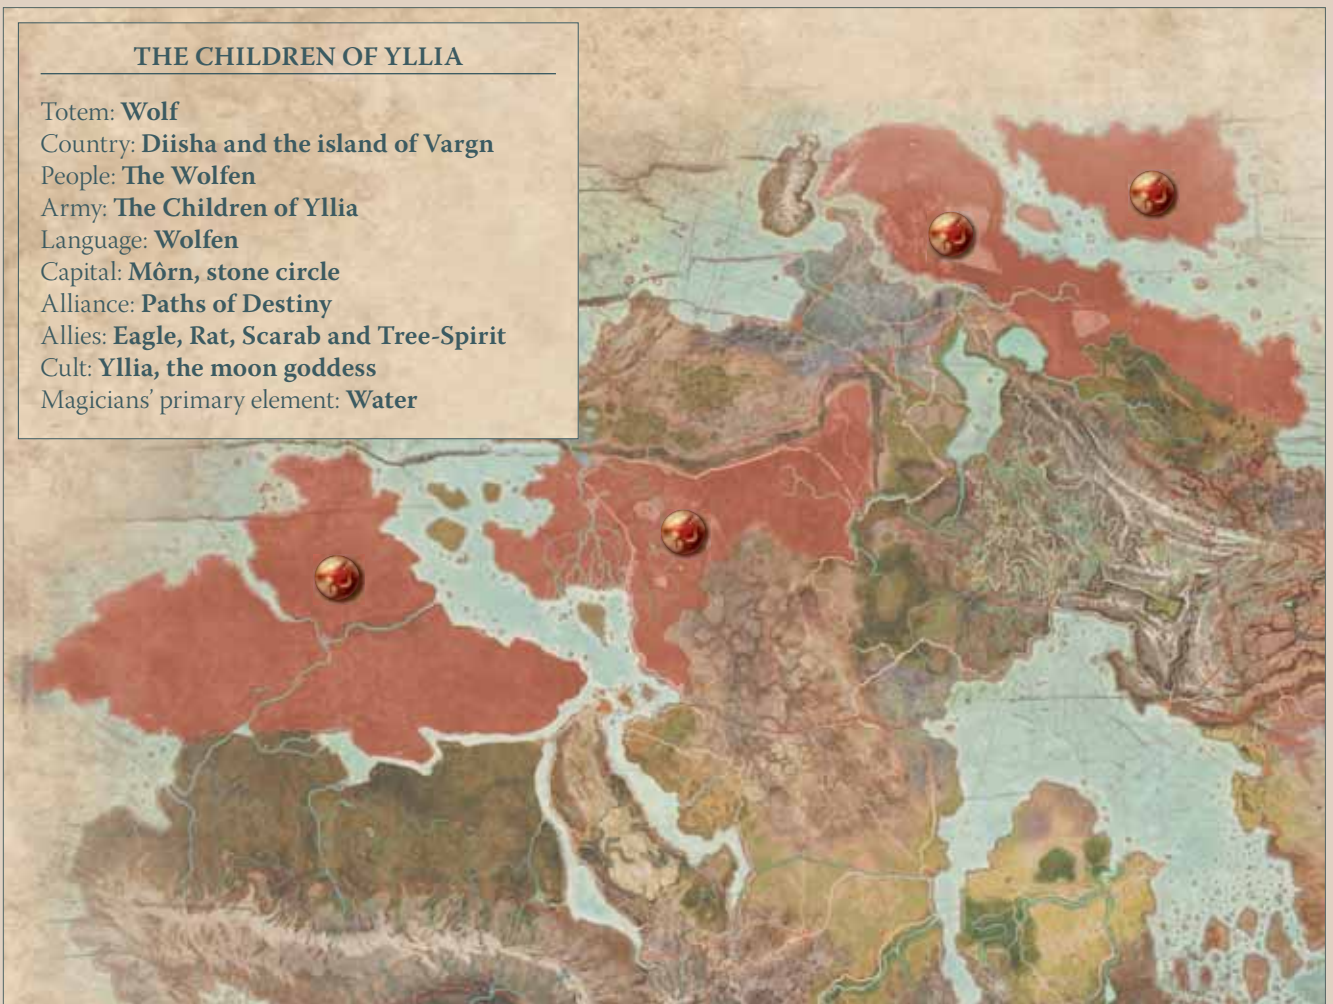 THE CHILDREN OF YLLIA
Totem: Wolf
Country: Diisha and the island of Vargn
People: The Wolfen
Army: The Children of Yllia
Language: Wolfen
Capital: Môrn, stone circle
Alliance: Paths of Destiny
Allies: Eagle, Rat, Scarab and Tree-Spirit
Cult: Yllia, the moon goddess
Magicians’ primary element: Water